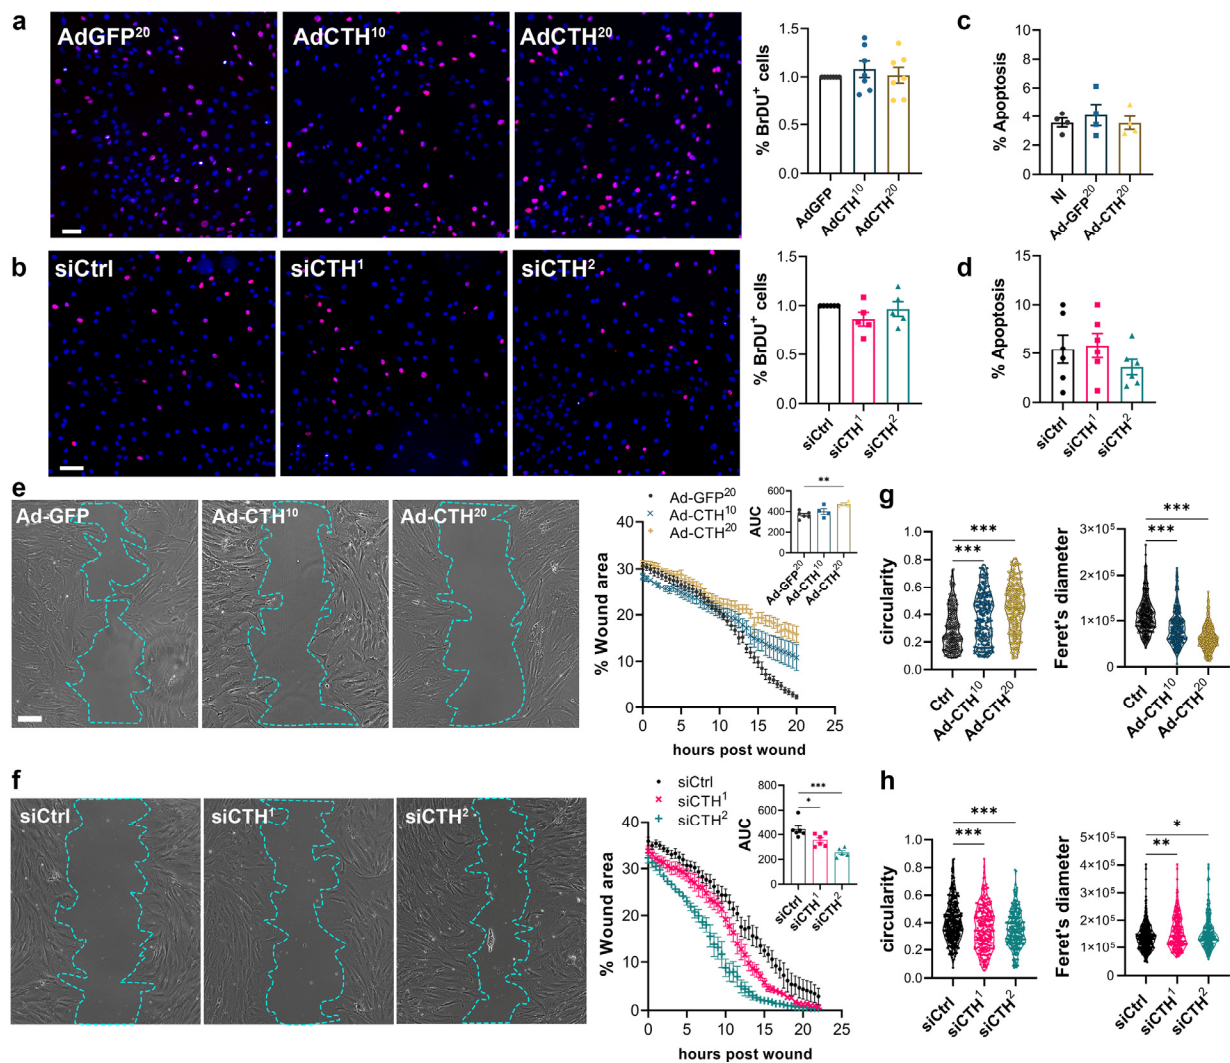 a
AdGFP²⁰
AdCTH¹⁰
AdCTH²⁰
% BrDU⁺ cells
1.5
1.0
0.5
0.0
AdGFP
AdCTH¹⁰
AdCTH²⁰
c
% Apoptosis
10
8
6
4
2
0
NI
Ad-GFP²⁰
Ad-CTH²⁰
b
siCtrl
siCTH¹
siCTH²
% BrDU⁺ cells
1.5
1.0
0.5
0.0
siCtrl
siCTH¹
siCTH²
d
% Apoptosis
15
10
5
0
siCtrl
siCTH¹
siCTH²
e
Ad-GFP
Ad-CTH¹⁰
Ad-CTH²⁰
Ad-GFP²⁰
Ad-CTH¹⁰
Ad-CTH²⁰
% Wound area
40
30
20
10
0
0 5 10 15 20 25
hours post wound
AUC
600
400
200
0
**
Ad-GFP²⁰
Ad-CTH¹⁰
Ad-CTH²⁰
g
circularity
1.0
0.8
0.6
0.4
0.2
0.0
***
***
Ctrl
Ad-CTH¹⁰
Ad-CTH²⁰
Feret's diameter
3×10⁵
2×10⁵
1×10⁵
0
***
***
Ctrl
Ad-CTH¹⁰
Ad-CTH²⁰
f
siCtrl
siCTH¹
siCTH²
siCtrl
siCTH¹
siCTH²
% Wound area
40
30
20
10
0
0 5 10 15 20 25
hours post wound
AUC
800
600
400
200
0
***
*
siCtrl
siCTH¹
siCTH²
h
circularity
1.0
0.8
0.6
0.4
0.2
0.0
***
***
siCtrl
siCTH¹
siCTH²
Feret's diameter
5×10⁵
4×10⁵
3×10⁵
2×10⁵
1×10⁵
0
*
**
siCtrl
siCTH¹
siCTH²